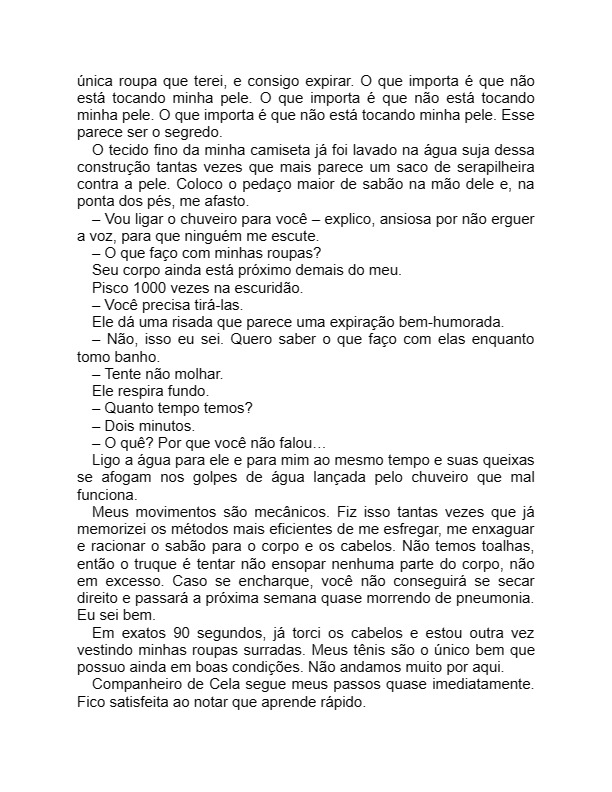 única roupa que terei, e consigo expirar. O que importa é que não
está tocando minha pele. O que importa é que não está tocando
minha pele. O que importa é que não está tocando minha pele. Esse
parece ser o segredo.
O tecido fino da minha camiseta já foi lavado na água suja dessa
construção tantas vezes que mais parece um saco de serapilheira
contra a pele. Coloco o pedaço maior de sabão na mão dele e, na
ponta dos pés, me afasto.
– Vou ligar o chuveiro para você – explico, ansiosa por não erguer
a voz, para que ninguém me escute.
– O que faço com minhas roupas?
Seu corpo ainda está próximo demais do meu.
Pisco 1000 vezes na escuridão.
– Você precisa tirá-las.
Ele dá uma risada que parece uma expiração bem-humorada.
– Não, isso eu sei. Quero saber o que faço com elas enquanto
tomo banho.
– Tente não molhar.
Ele respira fundo.
– Quanto tempo temos?
– Dois minutos.
– O quê? Por que você não falou…
Ligo a água para ele e para mim ao mesmo tempo e suas queixas
se afogam nos golpes de água lançada pelo chuveiro que mal
funciona.
Meus movimentos são mecânicos. Fiz isso tantas vezes que já
memorizei os métodos mais eficientes de me esfregar, me enxaguar
e racionar o sabão para o corpo e os cabelos. Não temos toalhas,
então o truque é tentar não ensopar nenhuma parte do corpo, não
em excesso. Caso se encharque, você não conseguirá se secar
direito e passará a próxima semana quase morrendo de pneumonia.
Eu sei bem.
Em exatos 90 segundos, já torci os cabelos e estou outra vez
vestindo minhas roupas surradas. Meus tênis são o único bem que
possuo ainda em boas condições. Não andamos muito por aqui.
Companheiro de Cela segue meus passos quase imediatamente.
Fico satisfeita ao notar que aprende rápido.